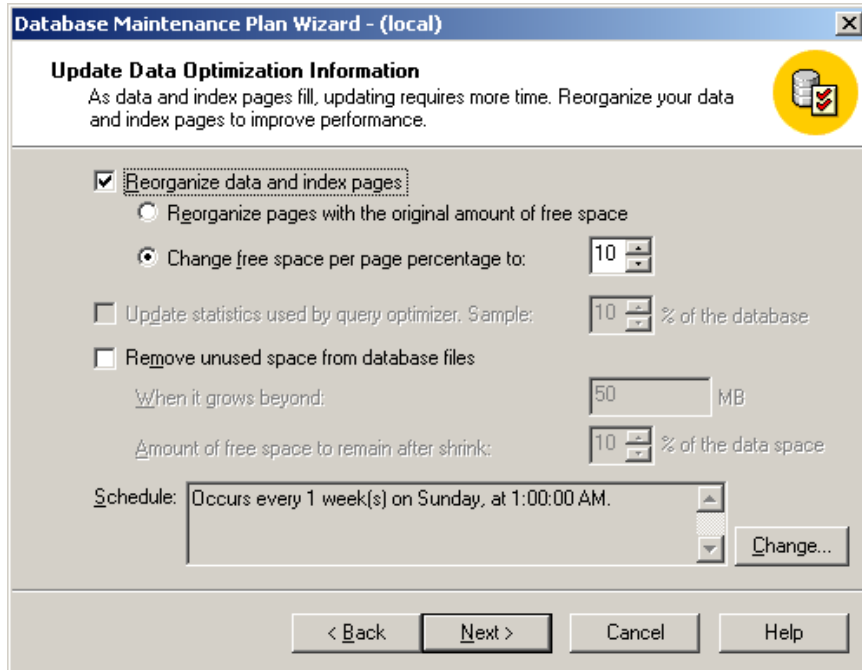 Database Maintenance Plan Wizard - (local)
Update Data Optimization Information
As data and index pages fill, updating requires more time. Reorganize your data
and index pages to improve performance.
Reorganize data and index pages
Reorganize pages with the original amount of free space
Change free space per page percentage to: 10
Update statistics used by query optimizer. Sample: 10 % of the database
Remove unused space from database files
When it grows beyond: 50 MB
Amount of free space to remain after shrink: 10 % of the data space
Schedule: Occurs every 1 week(s) on Sunday, at 1:00:00 AM.
Change...
< Back Next > Cancel Help